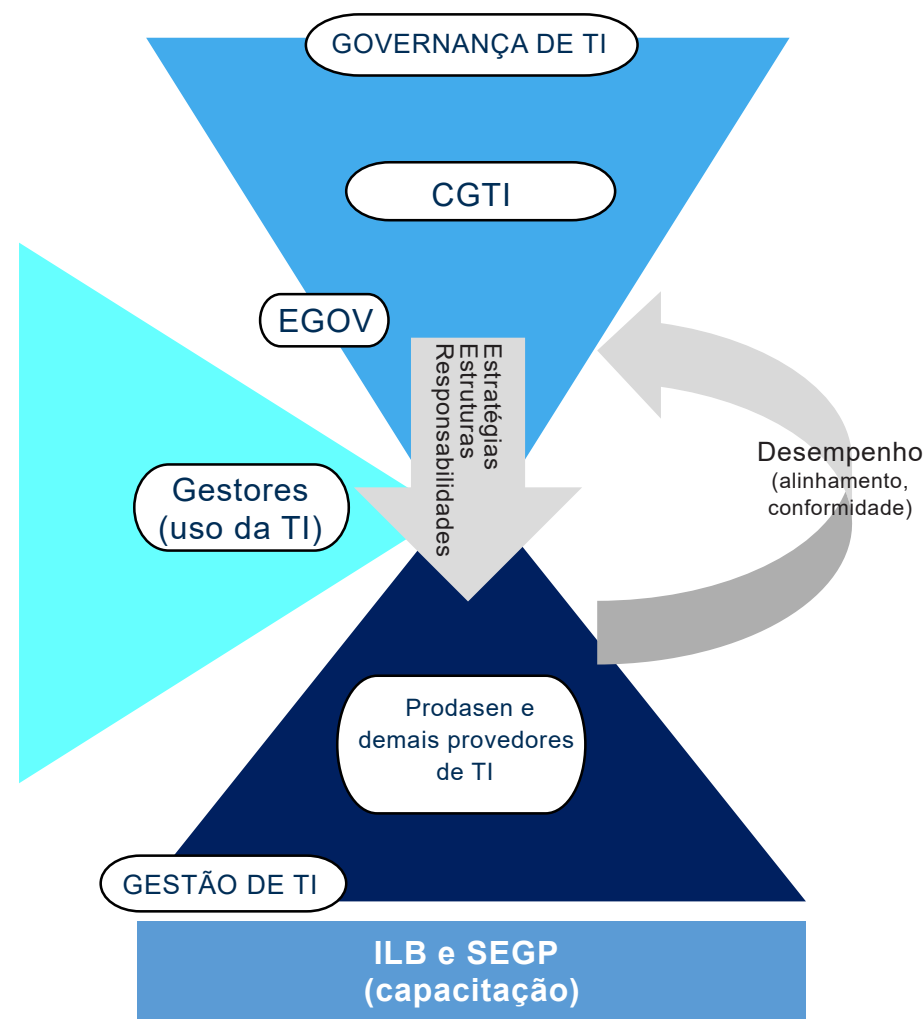 GOVERNANÇA DE TI
CGTI
EGOV
Estratégias
Estruturas
Responsabilidades
Desempenho
(alinhamento,
conformidade)
Gestores
(uso da TI)
Prodasen e
demais provedores
de TI
GESTÃO DE TI
ILB e SEGP
(capacitação)